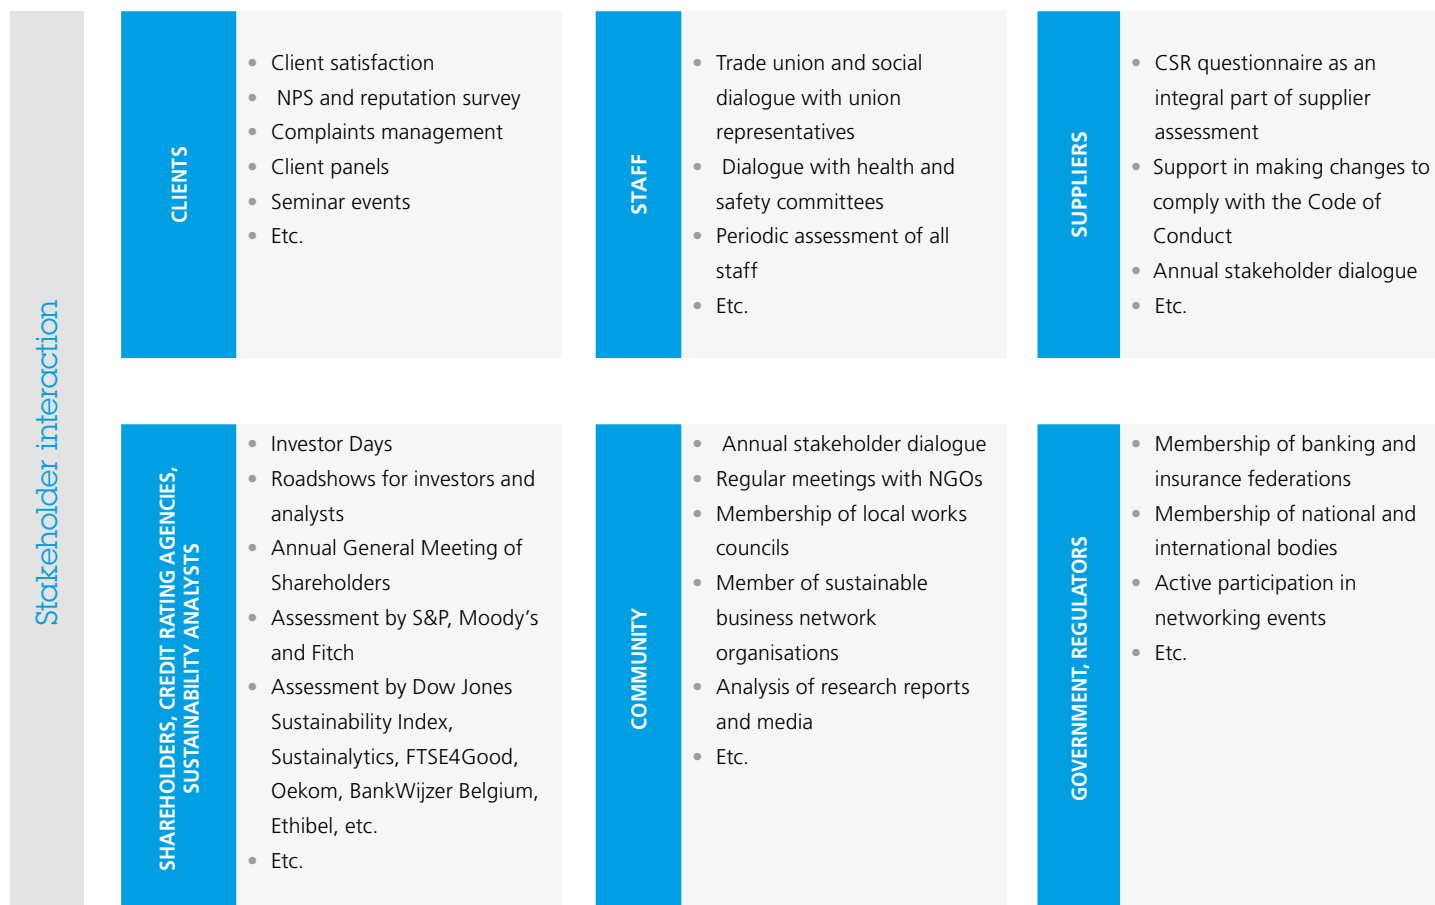 Stakeholder interaction
CLIENTS
• Client satisfaction
• NPS and reputation survey
• Complaints management
• Client panels
• Seminar events
• Etc.
STAFF
• Trade union and social
dialogue with union
representatives
• Dialogue with health and
safety committees
• Periodic assessment of all
staff
• Etc.
SUPPLIERS
• CSR questionnaire as an
integral part of supplier
assessment
• Support in making changes to
comply with the Code of
Conduct
• Annual stakeholder dialogue
• Etc.
SHAREHOLDERS, CREDIT RATING AGENCIES,
SUSTAINABILITY ANALYSTS
• Investor Days
• Roadshows for investors and
analysts
• Annual General Meeting of
Shareholders
• Assessment by S&P, Moody’s
and Fitch
• Assessment by Dow Jones
Sustainability Index,
Sustainalytics, FTSE4Good,
Oekom, BankWijzer Belgium,
Ethibel, etc.
• Etc.
COMMUNITY
• Annual stakeholder dialogue
• Regular meetings with NGOs
• Membership of local works
councils
• Member of sustainable
business network
organisations
• Analysis of research reports
and media
• Etc.
GOVERNMENT, REGULATORS
• Membership of banking and
insurance federations
• Membership of national and
international bodies
• Active participation in
networking events
• Etc.